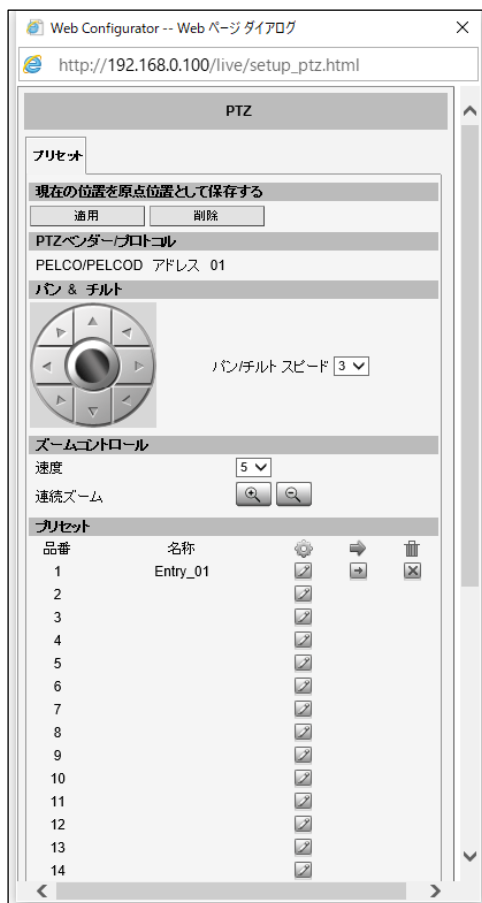 Web Configurator -- Web ページ ダイアログ
http://192.168.0.100/live/setup_ptz.html
PTZ
プリセット
現在の位置を原点位置として保存する
適用 削除
PTZベンダー/プロトコル
PELCO/PELCOD アドレス 01
パン & チルト
パン/チルト スピード 3
ズームコントロール
速度 5
連続ズーム
プリセット
品番 名称
1 Entry_01
2
3
4
5
6
7
8
9
10
11
12
13
14